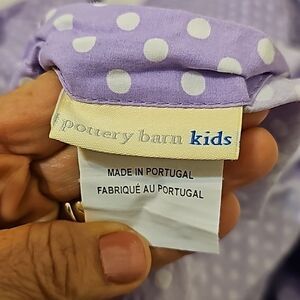 pottery barn kids
MADE IN PORTUGAL
FABRIQUÉ AU PORTUGAL